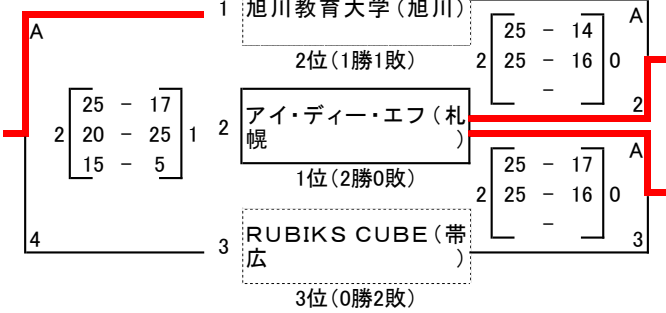 1 旭川教育大学(旭川)
A
A
2位(1勝1敗)
25 - 14
2 25 - 16 0
-
2
25 - 17
2 20 - 25 1
15 - 5
2 アイ・ディー・エフ(札
幌 )
1位(2勝0敗)
A
25 - 17
2 25 - 16 0
-
3
4
3 RUBIKS CUBE(帯
広 )
3位(0勝2敗)